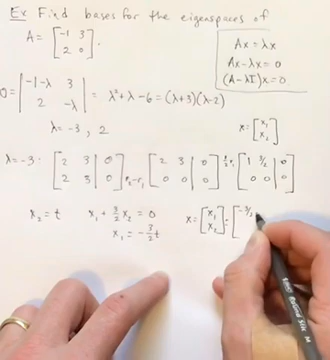 Ex Find bases for the eigenspaces of
A = [-1 3; 2 0].
Ax = λx
Ax - λx = 0
(A - λI)x = 0
0 = |-1-λ 3; 2 -λ| = λ² + λ - 6 = (λ+3)(λ-2)
λ = -3, 2
x = [x₁; x₂]
λ = -3: [2 3 | 0; 2 3 | 0] r₂-r₁ [2 3 | 0; 0 0 | 0] ½r₁ [1 3/2 | 0; 0 0 | 0]
x₂ = t x₁ + 3/2 x₂ = 0 x = [x₁; x₂] = [-3/2
x₁ = -3/2 t